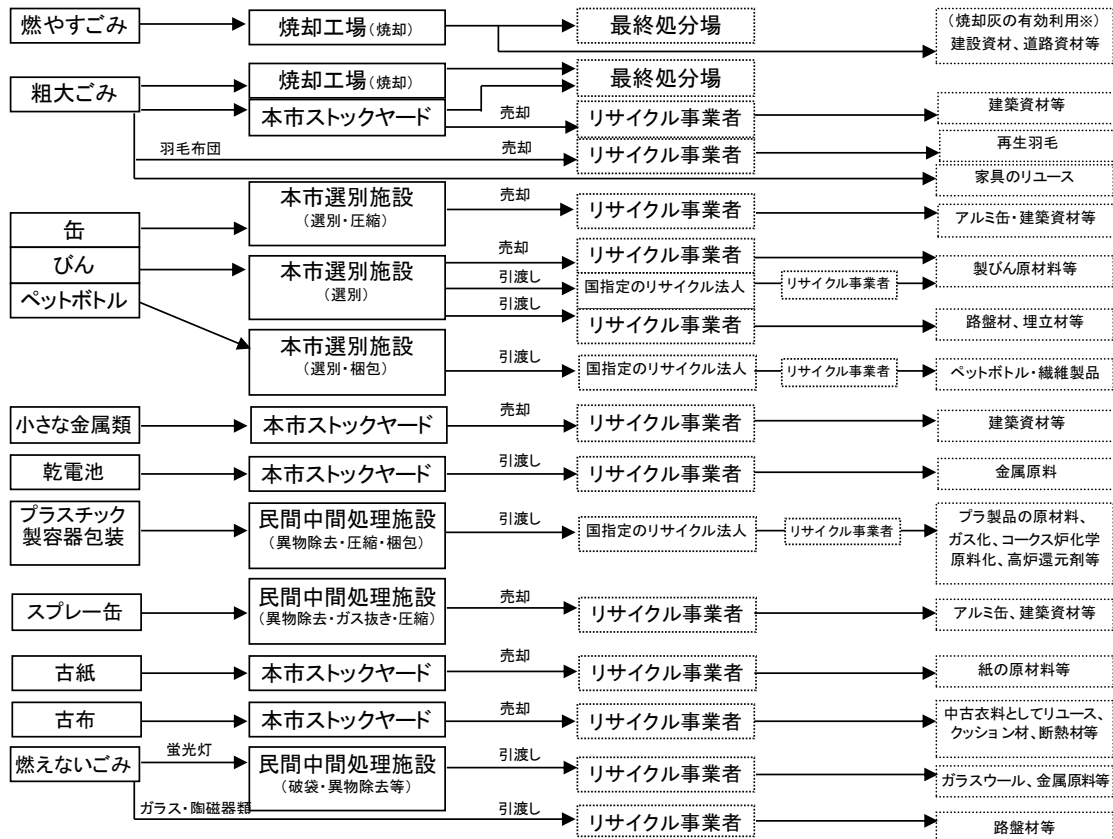 燃やすごみ
焼却工場(焼却)
最終処分場
(焼却灰の有効利用※)
建設資材、道路資材等
粗大ごみ
焼却工場(焼却)
最終処分場
本市ストックヤード
売却
リサイクル事業者
建築資材等
羽毛布団
売却
リサイクル事業者
再生羽毛
家具のリユース
缶
びん
ペットボトル
本市選別施設
(選別・圧縮)
売却
リサイクル事業者
アルミ缶・建築資材等
本市選別施設
(選別)
売却
リサイクル事業者
引渡し
国指定のリサイクル法人
リサイクル事業者
製びん原材料等
引渡し
リサイクル事業者
路盤材、埋立材等
本市選別施設
(選別・梱包)
引渡し
国指定のリサイクル法人
リサイクル事業者
ペットボトル・繊維製品
小さな金属類
本市ストックヤード
売却
リサイクル事業者
建築資材等
乾電池
本市ストックヤード
引渡し
リサイクル事業者
金属原料
プラスチック
製容器包装
民間中間処理施設
(異物除去・圧縮・梱包)
引渡し
国指定のリサイクル法人
リサイクル事業者
プラ製品の原材料、
ガス化、コークス炉化学
原料化、高炉還元剤等
スプレー缶
民間中間処理施設
(異物除去・ガス抜き・圧縮)
売却
リサイクル事業者
アルミ缶、建築資材等
古紙
本市ストックヤード
売却
リサイクル事業者
紙の原材料等
古布
本市ストックヤード
売却
リサイクル事業者
中古衣料としてリユース、
クッション材、断熱材等
燃えないごみ
蛍光灯
民間中間処理施設
(破袋・異物除去等)
引渡し
リサイクル事業者
ガラスウール、金属原料等
ガラス・陶磁器類
引渡し
リサイクル事業者
路盤材等